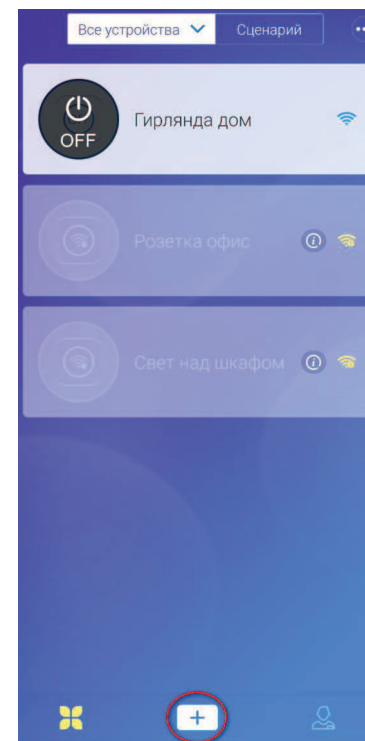 Все устройства Сценарий
OFF Гирлянда дом
Розетка офис
Свет над шкафом